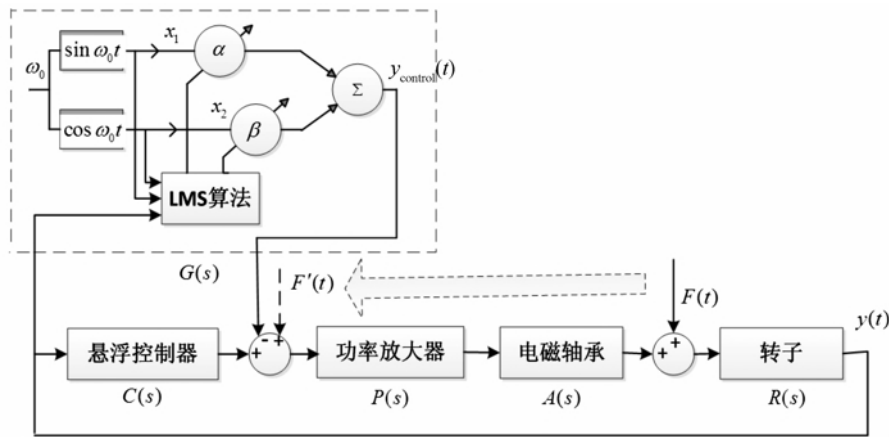 ω₀
sin ω₀t
cos ω₀t
x₁
x₂
α
β
Σ
y_control(t)
LMS算法
G(s)
F′(t)
F(t)
y(t)
悬浮控制器
+
-
+
功率放大器
电磁轴承
+
+
转子
C(s)
P(s)
A(s)
R(s)